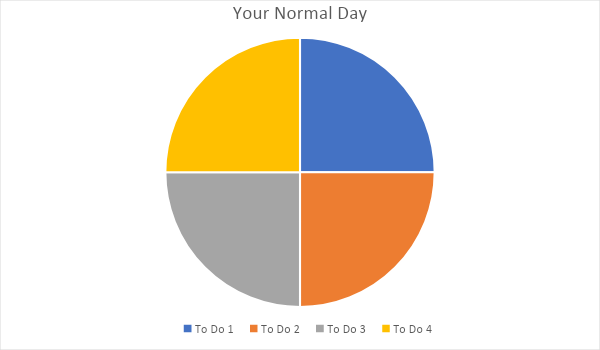 Your Normal Day
To Do 1 To Do 2 To Do 3 To Do 4